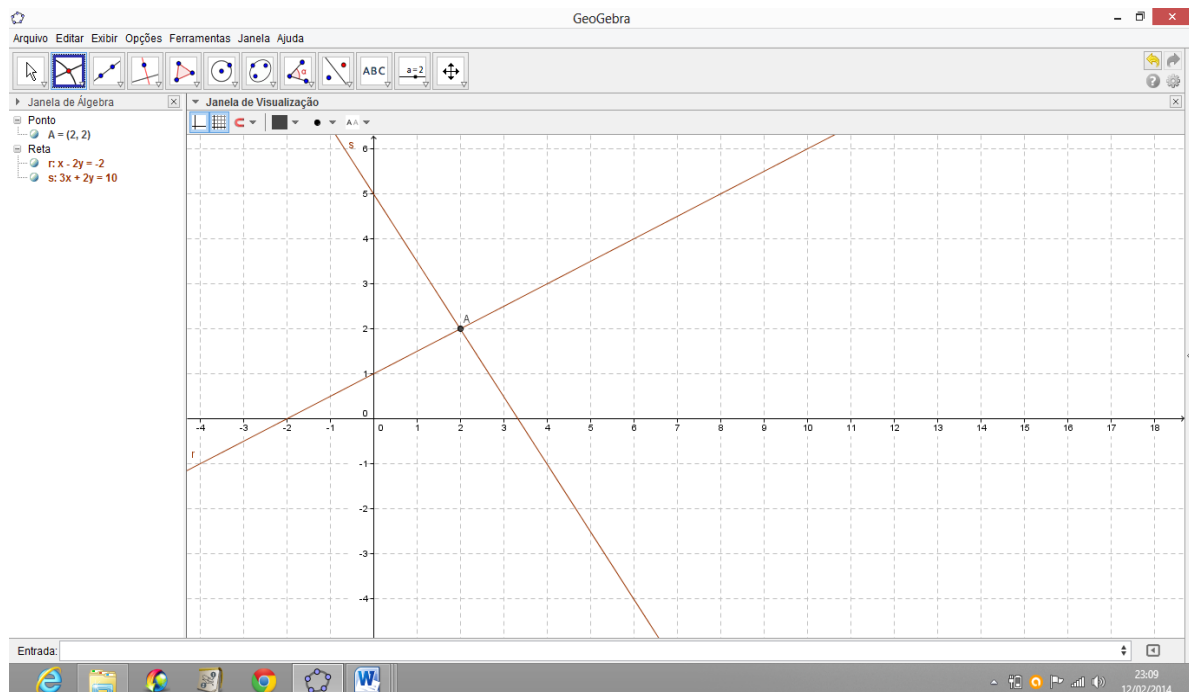 GeoGebra
Arquivo Editar Exibir Opções Ferramentas Janela Ajuda
ABC
a=2
Janela de Álgebra
Janela de Visualização
Ponto
A = (2, 2)
Reta
r: x - 2y = -2
s: 3x + 2y = 10
A A
s
6
5
4
3
2
A
1
0
-4 -3 -2 -1 0 1 2 3 4 5 6 7 8 9 10 11 12 13 14 15 16 17 18
r
-1
-2
-3
-4
Entrada:
23:09
12/02/2014